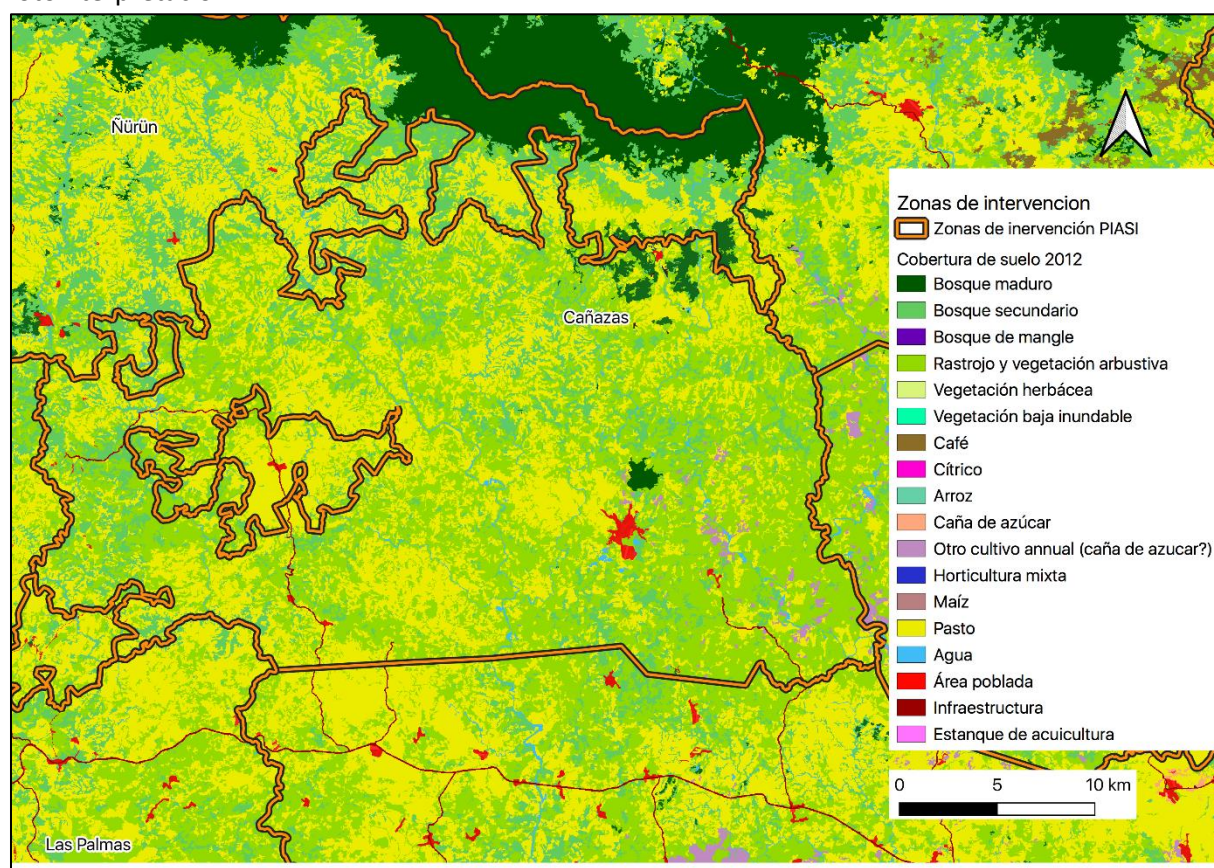 Ñürün
Cañazas
Las Palmas
Zonas de intervencion
Zonas de inervención PIASI
Cobertura de suelo 2012
Bosque maduro
Bosque secundario
Bosque de mangle
Rastrojo y vegetación arbustiva
Vegetación herbácea
Vegetación baja inundable
Café
Cítrico
Arroz
Caña de azúcar
Otro cultivo annual (caña de azucar?)
Horticultura mixta
Maíz
Pasto
Agua
Área poblada
Infraestructura
Estanque de acuicultura
0 5 10 km